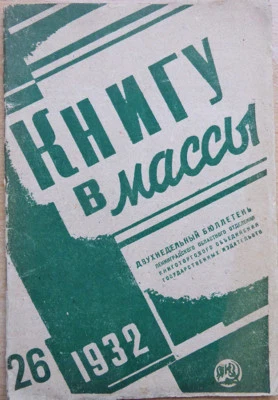 КНИГУ
В МАССЫ
ДВУХНЕДЕЛЬНЫЙ БЮЛЛЕТЕНЬ
ЛЕНИНГРАДСКОГО ОБЛАСТНОГО ОТДЕЛЕНИЯ
КНИГОТОРГОВОГО ОБЪЕДИНЕНИЯ
ГОСУДАРСТВЕННЫХ ИЗДАТЕЛЬСТВ
26 1932